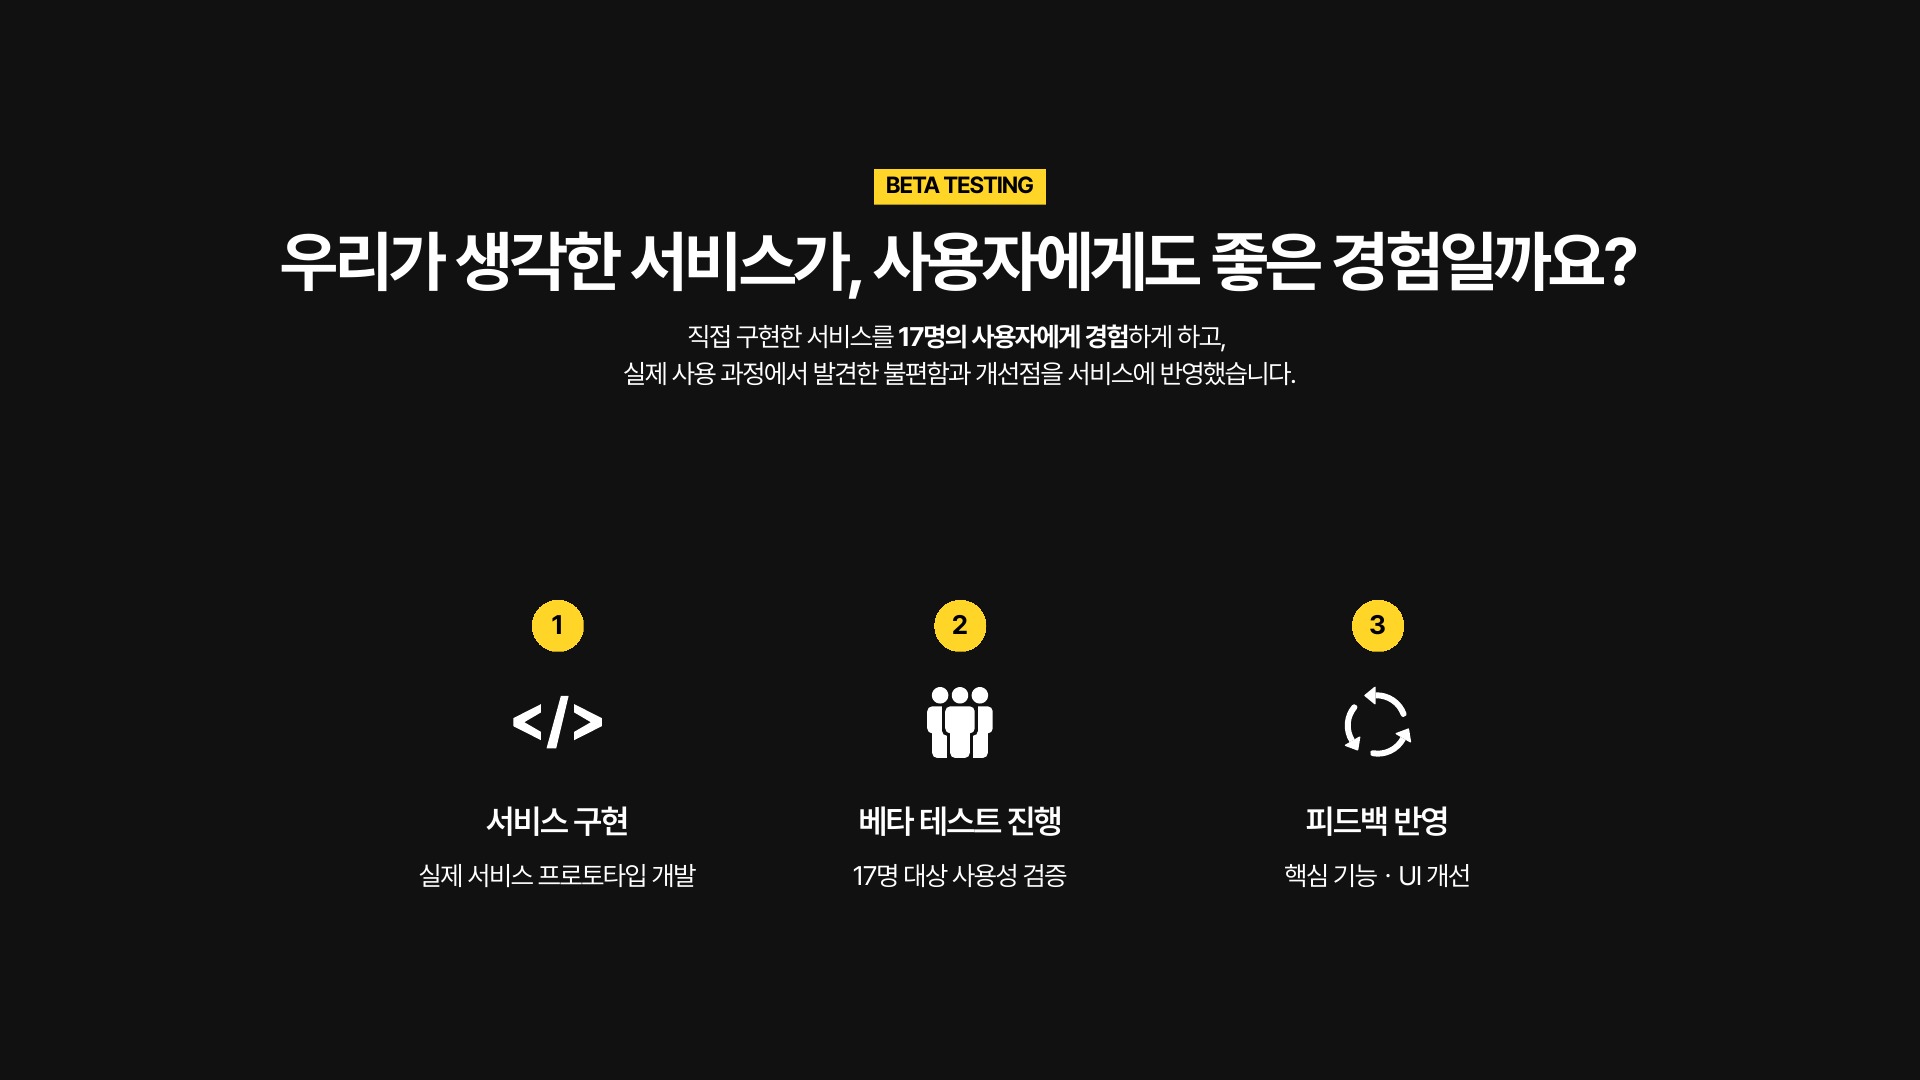 BETA TESTING
우리가 생각한 서비스가, 사용자에게도 좋은 경험일까요?
직접 구현한 서비스를 17명의 사용자에게 경험하게 하고,
실제 사용 과정에서 발견한 불편함과 개선점을 서비스에 반영했습니다.
1
2
3
</>
서비스 구현
베타 테스트 진행
피드백 반영
실제 서비스 프로토타입 개발
17명 대상 사용성 검증
핵심 기능 · UI 개선